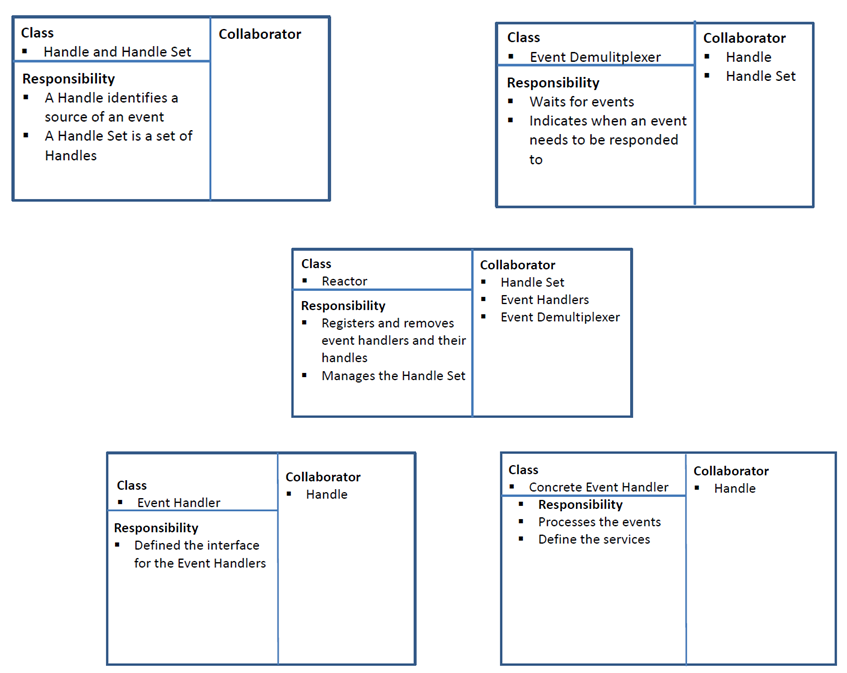 Class
▪ Handle and Handle Set
Collaborator
Responsibility
▪ A Handle identifies a
source of an event
▪ A Handle Set is a set of
Handles
Class
▪ Event Demulitplexer
Collaborator
▪ Handle
▪ Handle Set
Responsibility
▪ Waits for events
▪ Indicates when an event
needs to be responded
to
Class
▪ Reactor
Collaborator
▪ Handle Set
▪ Event Handlers
▪ Event Demultiplexer
Responsibility
▪ Registers and removes
event handlers and their
handles
▪ Manages the Handle Set
Class
▪ Event Handler
Collaborator
▪ Handle
Responsibility
▪ Defined the interface
for the Event Handlers
Class
▪ Concrete Event Handler
Collaborator
▪ Handle
▪ Responsibility
▪ Processes the events
▪ Define the services